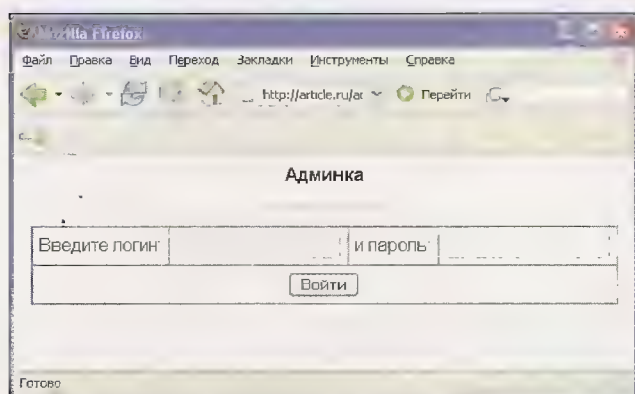 Mozilla Firefox
Файл Правка Вид Переход Закладки Инструменты Справка
http://article.ru/ac Перейти
Админка
Введите логин: и пароль:
Войти
Готово